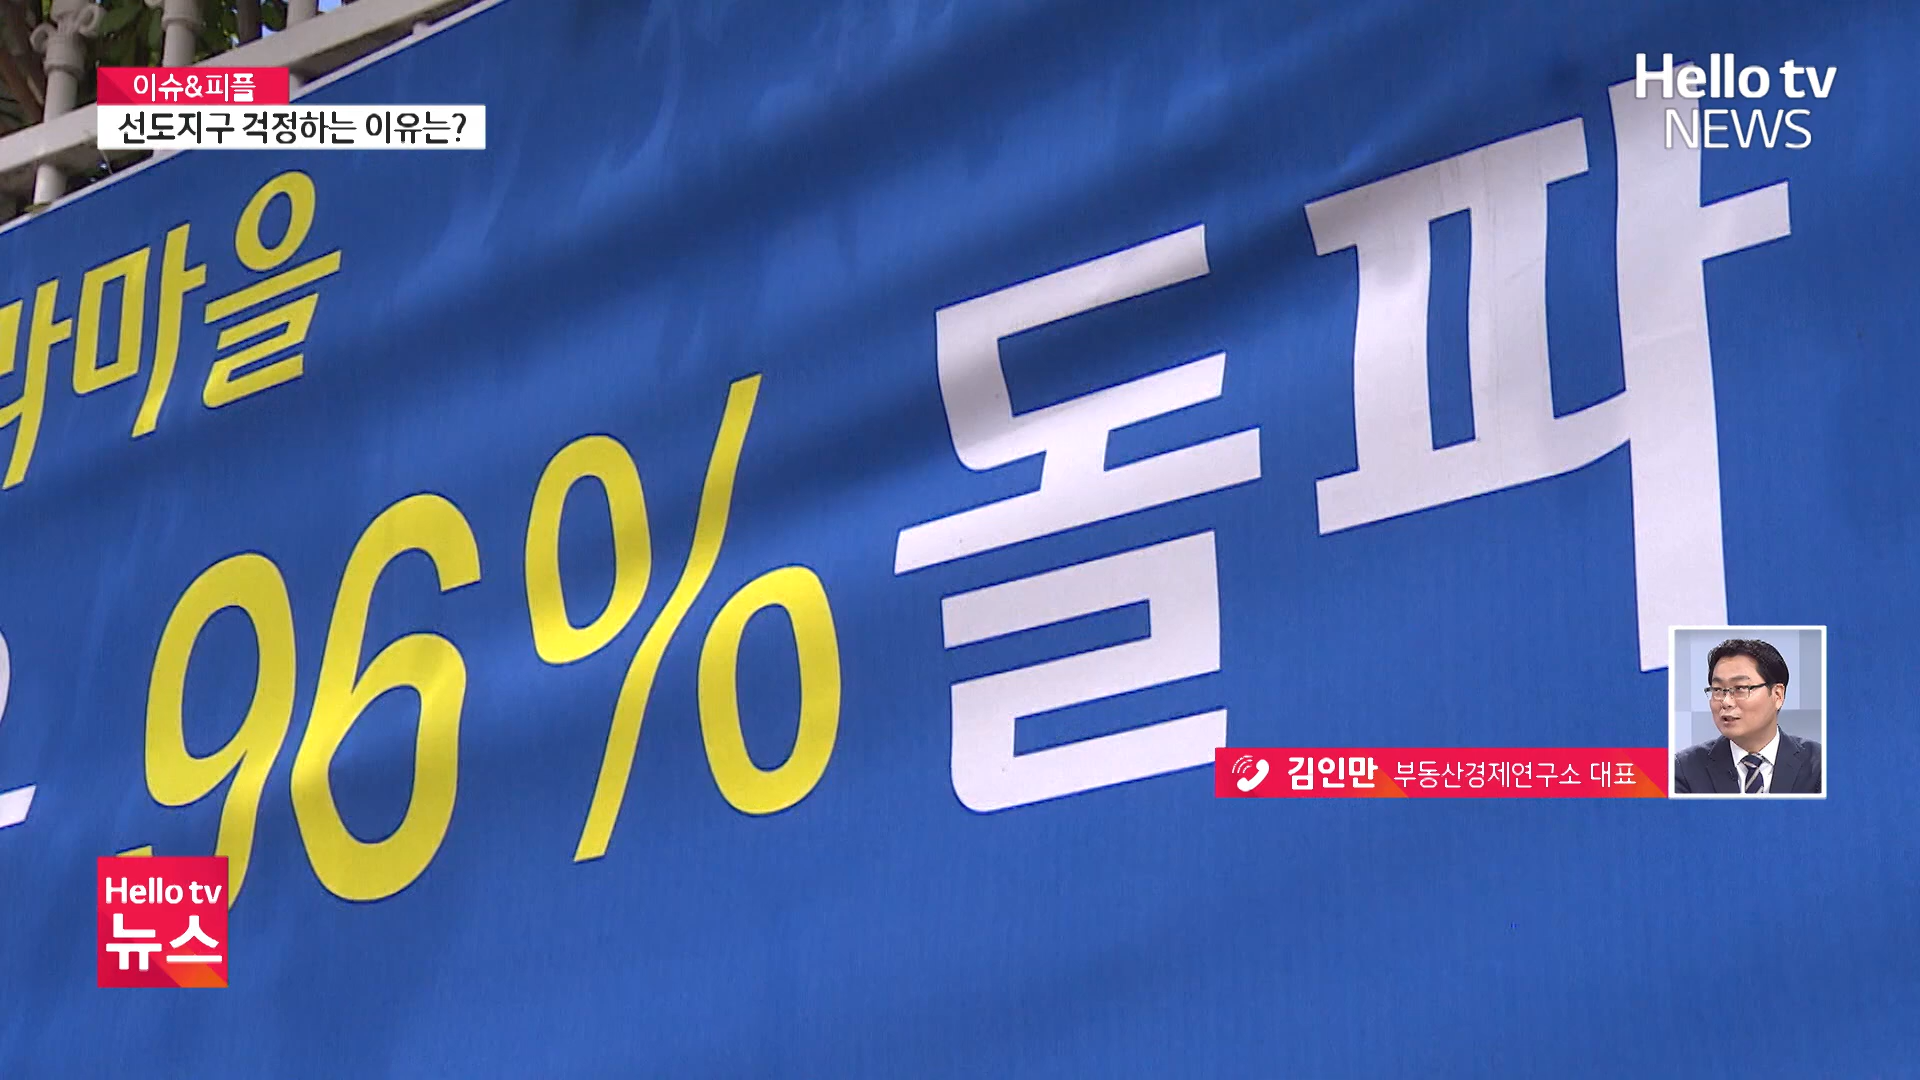 이슈&피플
선도지구 걱정하는 이유는?
Hello tv
NEWS
마을
96% 돌파
김인만 부동산경제연구소 대표
Hello tv
뉴스